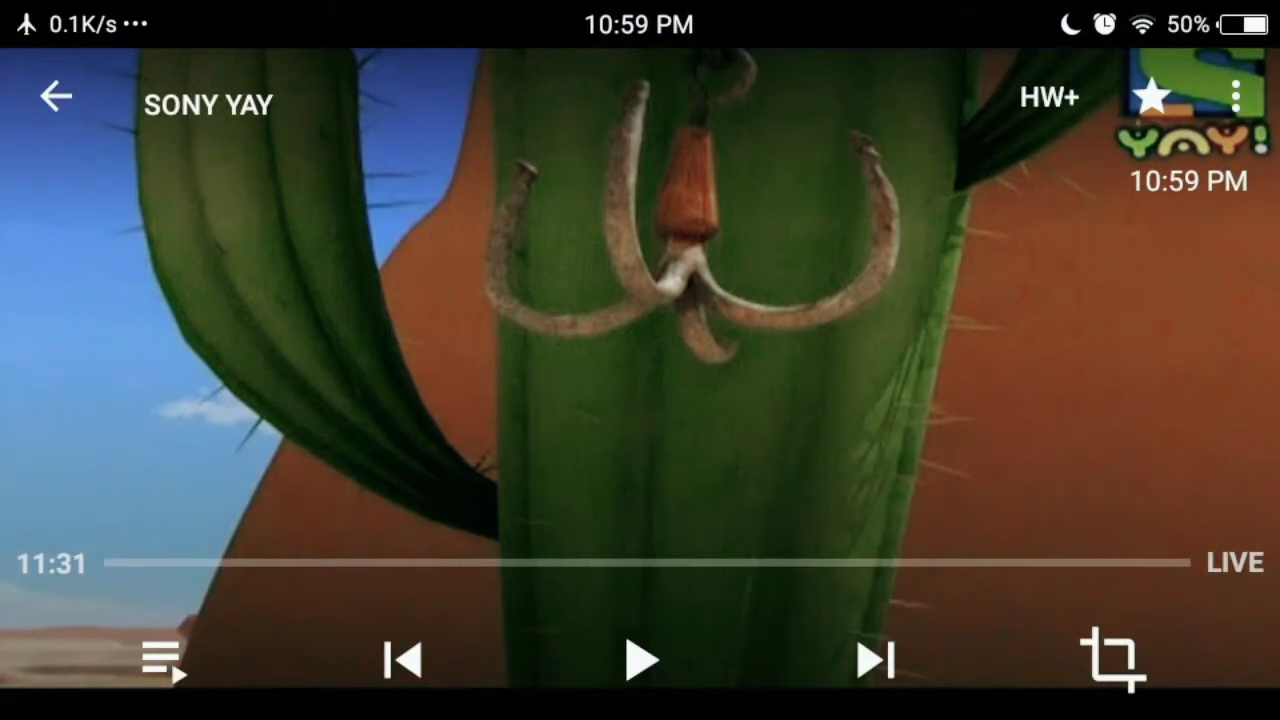 0.1K/s...
10:59 PM
50%
SONY YAY
HW+
YAY!
10:59 PM
11:31
LIVE